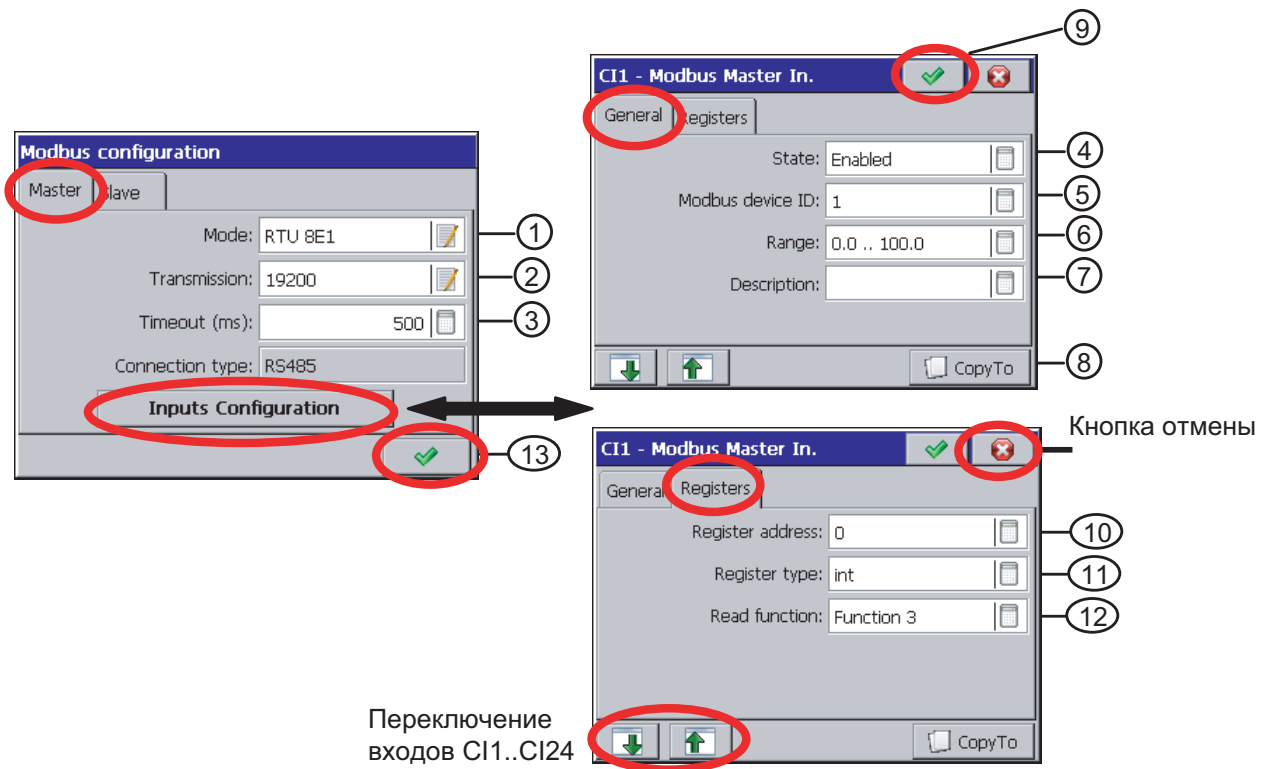 Modbus configuration
Master Slave
Mode: RTU 8E1
1
Transmission: 19200
2
Timeout (ms): 500
3
Connection type: RS485
Inputs Configuration
13
9
CI1 - Modbus Master In.
General Registers
State: Enabled
4
Modbus device ID: 1
5
Range: 0.0 .. 100.0
6
Description:
7
CopyTo
8
Кнопка отмены
CI1 - Modbus Master In.
General Registers
Register address: 0
10
Register type: int
11
Read function: Function 3
12
CopyTo
Переключение
входов CI1..CI24